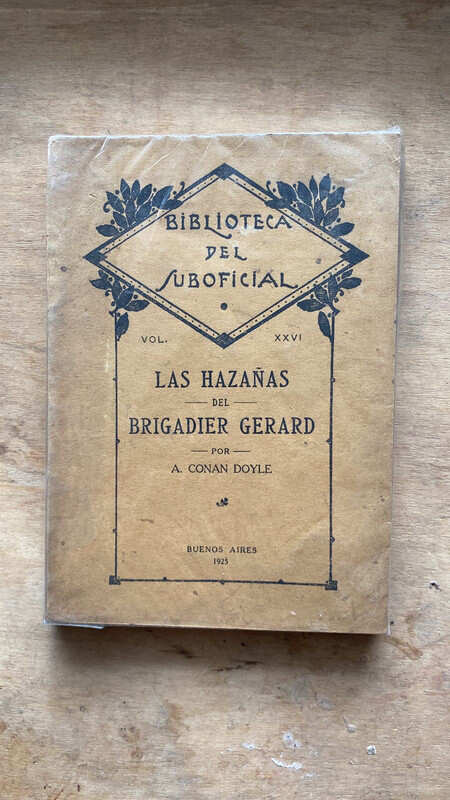 BIBLIOTECA
DEL
SUBOFICIAL
VOL. XXVI
LAS HAZAÑAS
DEL
BRIGADIER GERARD
POR
A. CONAN DOYLE
BUENOS AIRES
1925